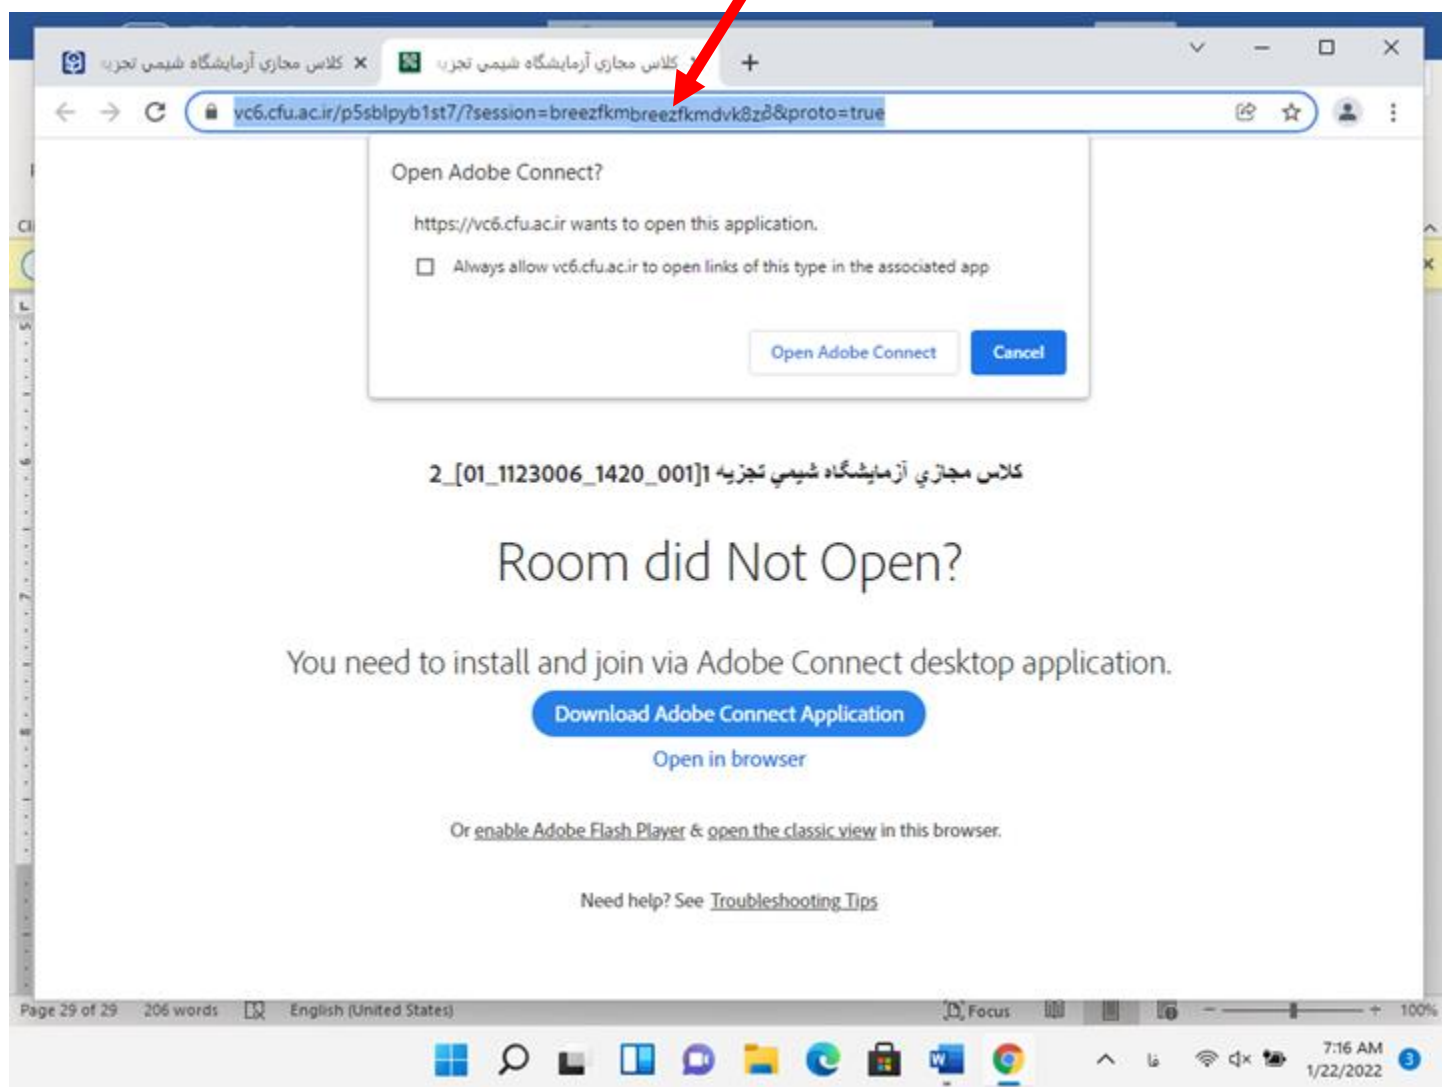 كلاس مجازي آزمايشگاه شيمي تجزيه
كلاس مجازي آزمايشگاه شيمي تجزيه
vc6.cfu.ac.ir/p5sblpyb1st7/?session=breezfkmbreezfkmdvk8z8&proto=true
Open Adobe Connect?
https://vc6.cfu.ac.ir wants to open this application.
Always allow vc6.cfu.ac.ir to open links of this type in the associated app
Open Adobe Connect
Cancel
كلاس مجازي آزمايشگاه شيمي تجزيه 1[01_1123006_1420_001]_2
Room did Not Open?
You need to install and join via Adobe Connect desktop application.
Download Adobe Connect Application
Open in browser
Or enable Adobe Flash Player & open the classic view in this browser.
Need help? See Troubleshooting Tips
Page 29 of 29 206 words English (United States) Focus 100%
فا 7:16 AM
1/22/2022
3